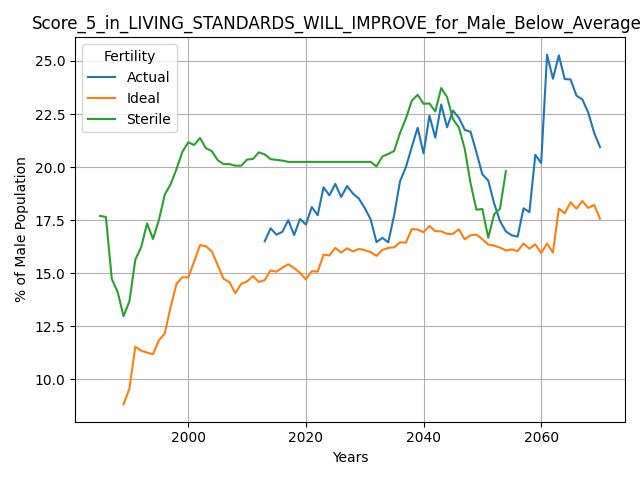 Score_5_in_LIVING_STANDARDS_WILL_IMPROVE_for_Male_Below_Average
Fertility
Actual
Ideal
Sterile
% of Male Population
25.0
22.5
20.0
17.5
15.0
12.5
10.0
2000
2020
2040
2060
Years